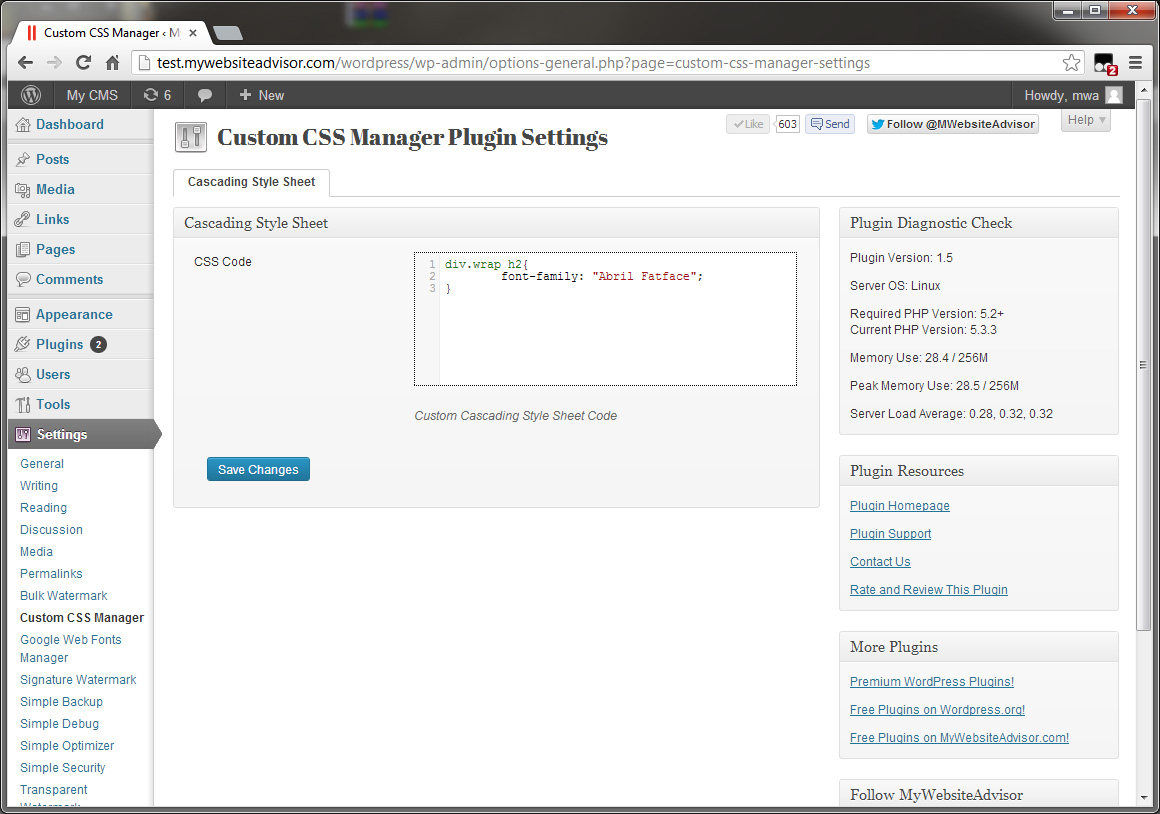 Custom CSS Manager ‹ M
test.mywebsiteadvisor.com/wordpress/wp-admin/options-general.php?page=custom-css-manager-settings
2
My CMS
6
New
Howdy, mwa
Dashboard
Posts
Media
Links
Pages
Comments
Appearance
Plugins 2
Users
Tools
Settings
General
Writing
Reading
Discussion
Media
Permalinks
Bulk Watermark
Custom CSS Manager
Google Web Fonts
Manager
Signature Watermark
Simple Backup
Simple Debug
Simple Optimizer
Simple Security
Transparent
Watermark
Custom CSS Manager Plugin Settings
Like 603 Send
Follow @MWebsiteAdvisor
Help
Cascading Style Sheet
Cascading Style Sheet
CSS Code
1 div.wrap h2{
2 font-family: "Abril Fatface";
3 }
Custom Cascading Style Sheet Code
Save Changes
Plugin Diagnostic Check
Plugin Version: 1.5
Server OS: Linux
Required PHP Version: 5.2+
Current PHP Version: 5.3.3
Memory Use: 28.4 / 256M
Peak Memory Use: 28.5 / 256M
Server Load Average: 0.28, 0.32, 0.32
Plugin Resources
Plugin Homepage
Plugin Support
Contact Us
Rate and Review This Plugin
More Plugins
Premium WordPress Plugins!
Free Plugins on Wordpress.org!
Free Plugins on MyWebsiteAdvisor.com!
Follow MyWebsiteAdvisor